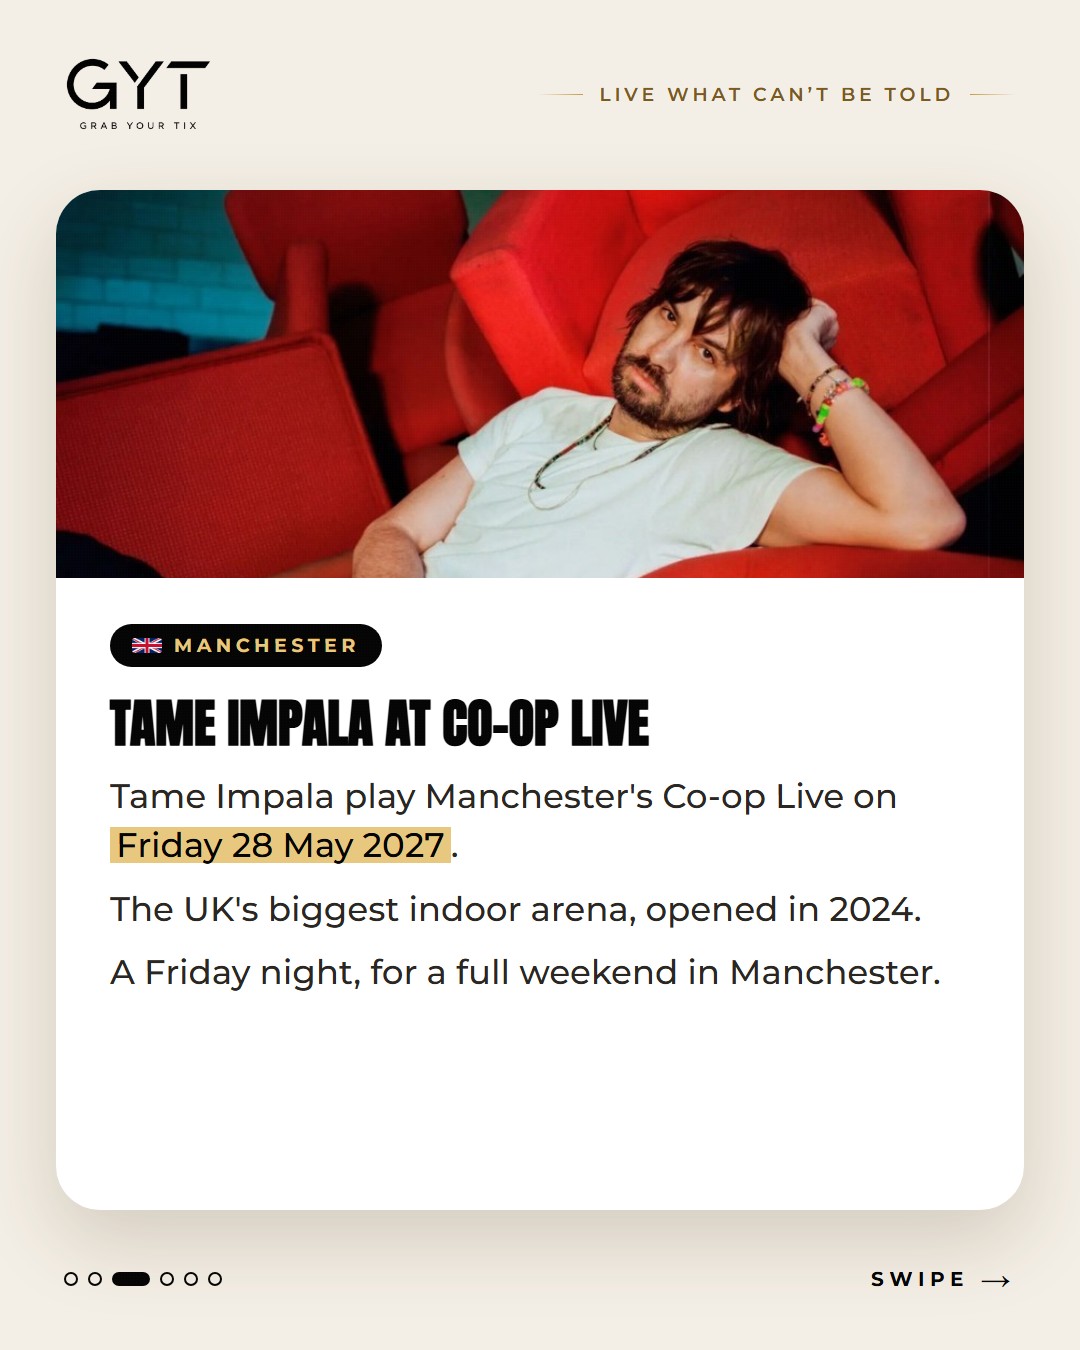 GYT
GRAB YOUR TIX
LIVE WHAT CAN’T BE TOLD
MANCHESTER
TAME IMPALA AT CO-OP LIVE
Tame Impala play Manchester's Co-op Live on
Friday 28 May 2027.
The UK's biggest indoor arena, opened in 2024.
A Friday night, for a full weekend in Manchester.
SWIPE →